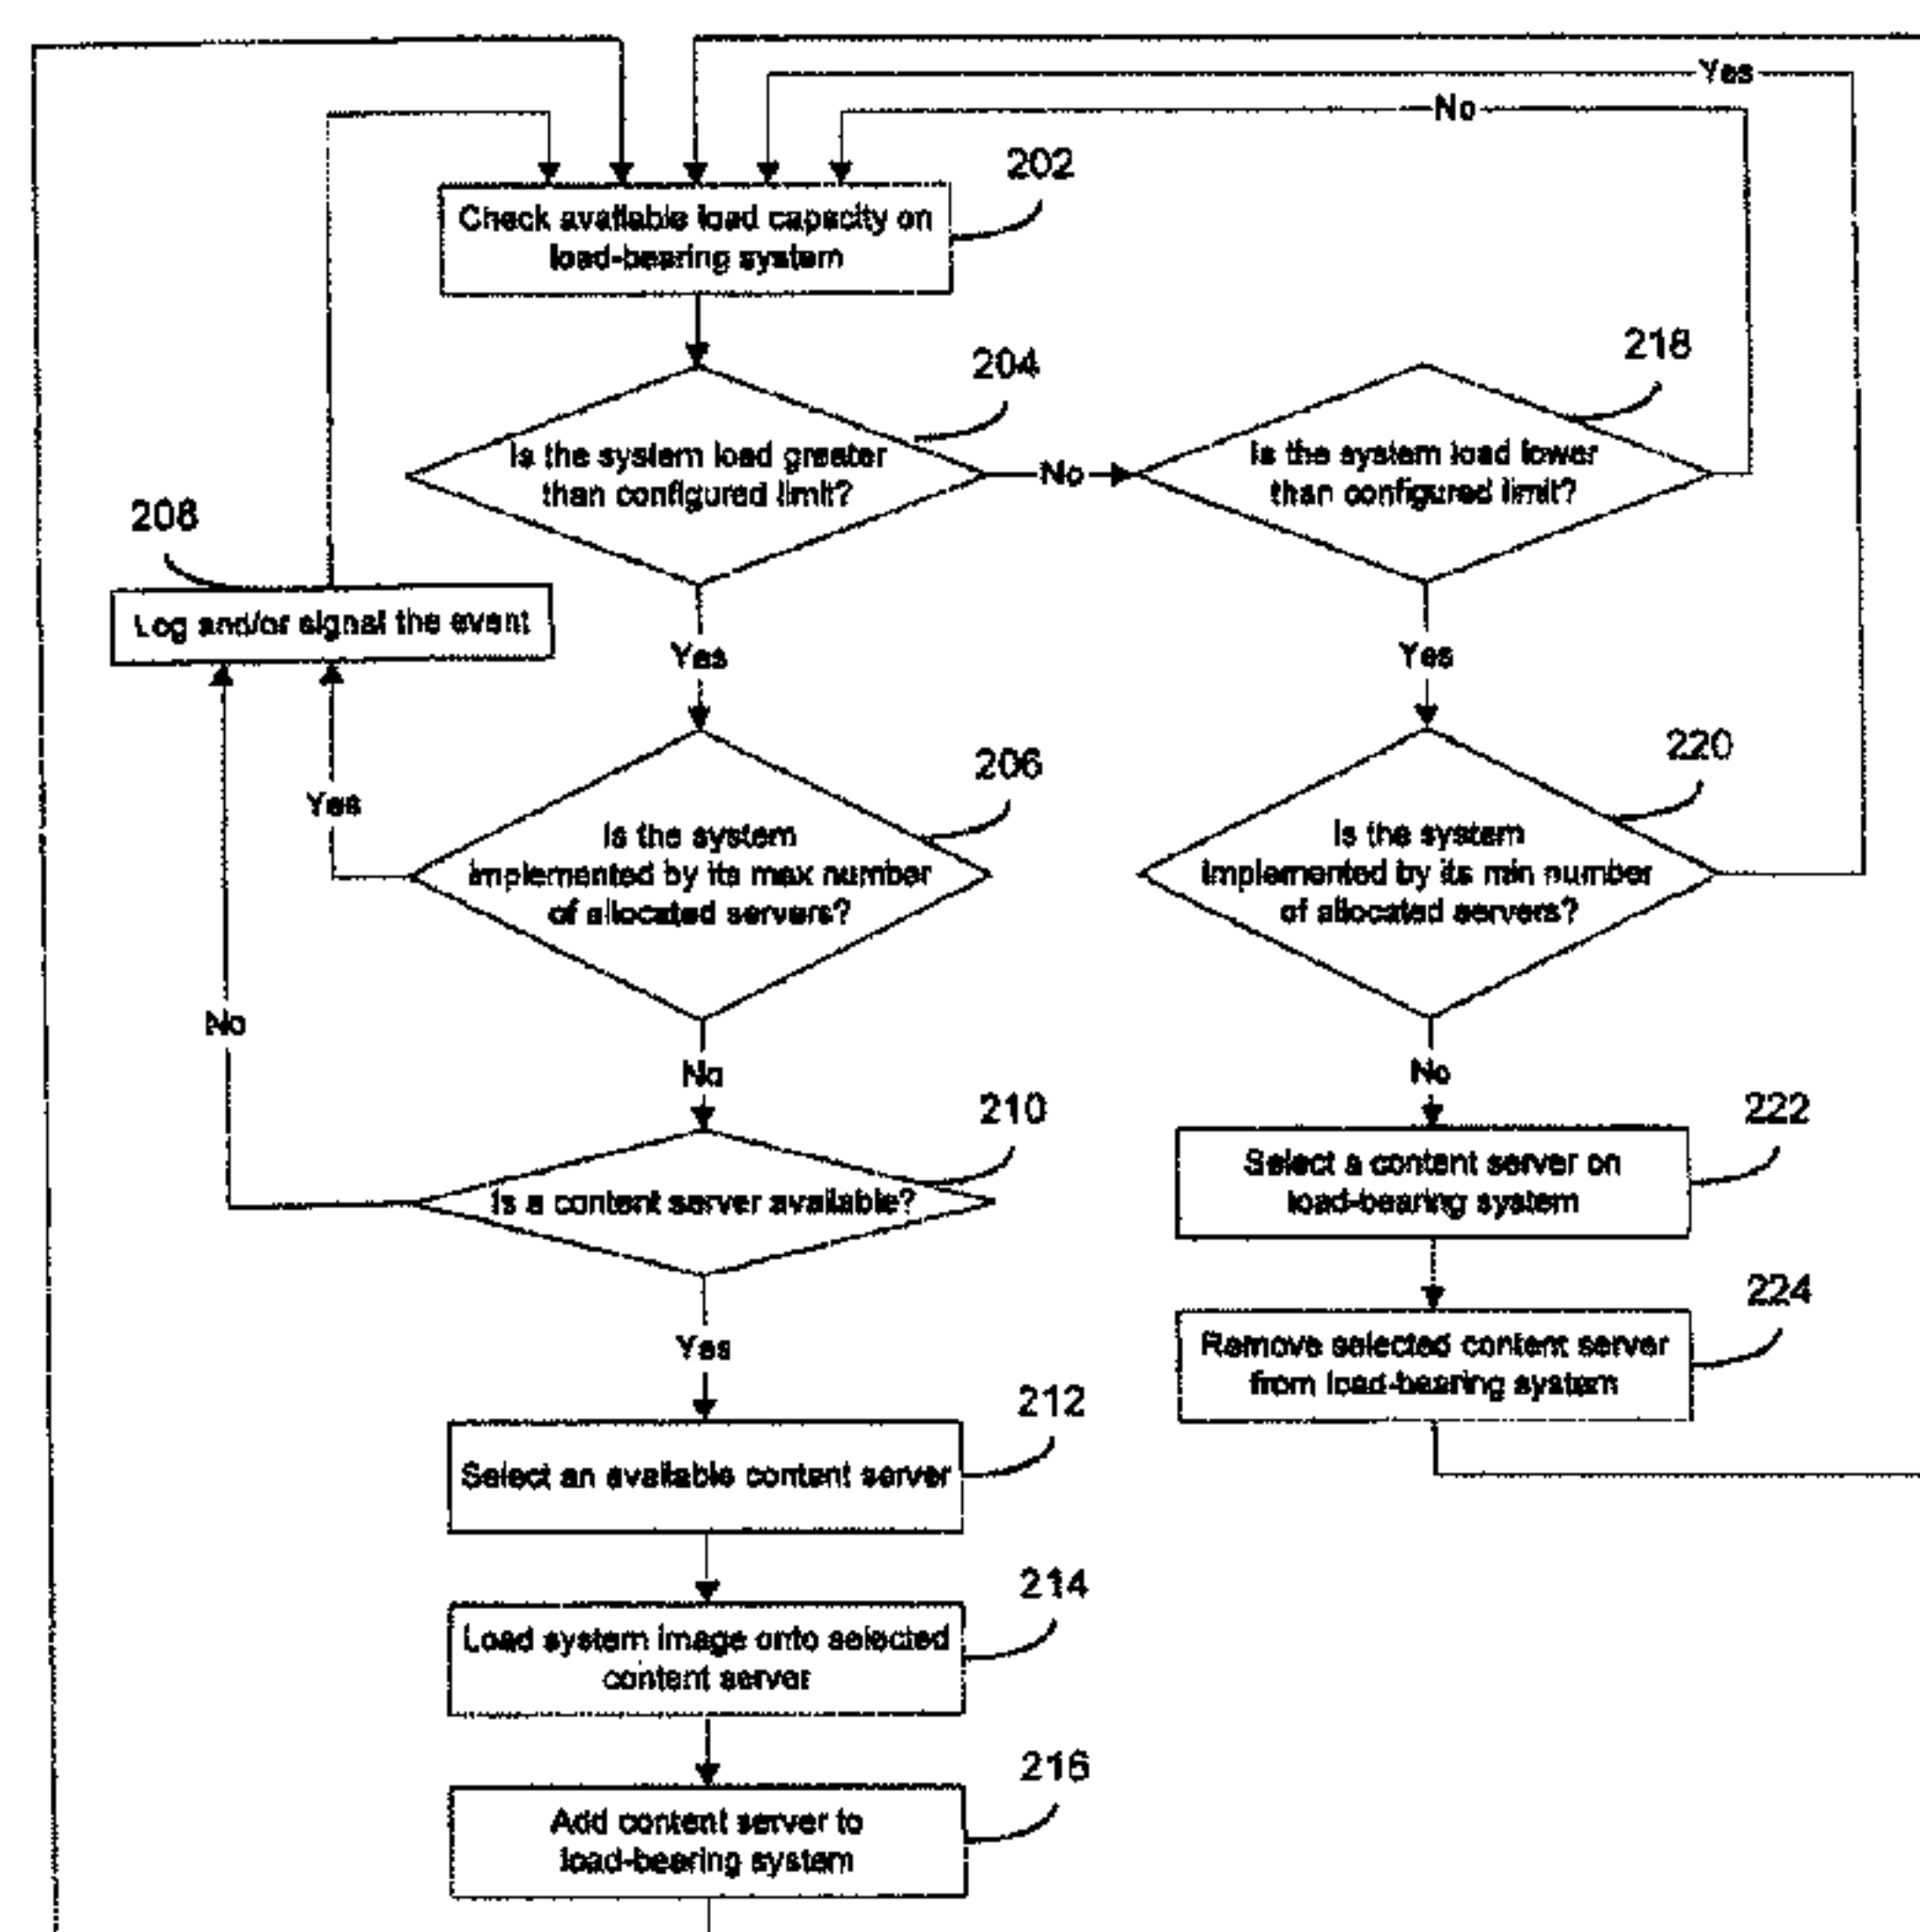 Yes
No
202
Check available load capacity on
load-bearing system
204
218
Is the system load greater
than configured limit?
No
Is the system load lower
than configured limit?
208
Log and/or signal the event
Yes
Yes
206
220
Yes
Is the system
implemented by its max number
of allocated servers?
Is the system
implemented by its min number
of allocated servers?
No
No
No
210
222
Is a content server available?
Select a content server on
load-bearing system
Yes
224
Remove selected content server
from load-bearing system
212
Select an available content server
214
Load system image onto selected
content server
216
Add content server to
load-bearing system